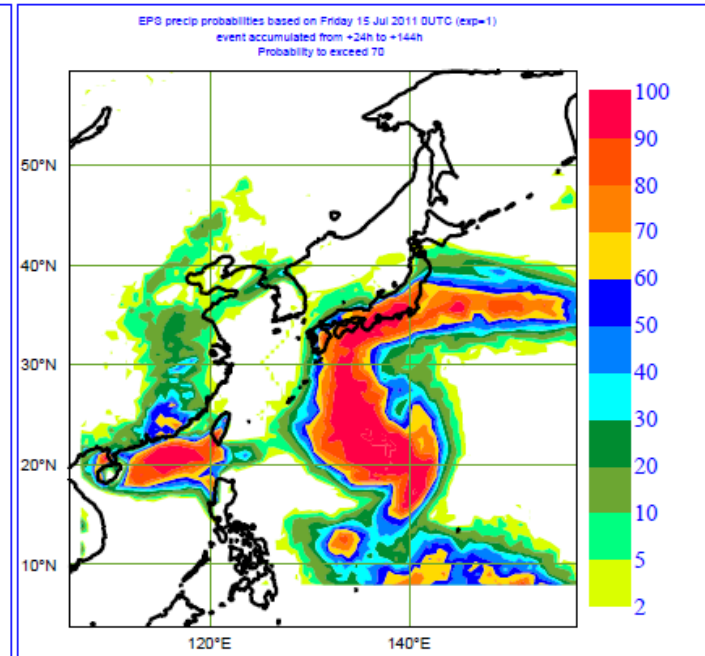 EPS precip probabilities based on Friday 15 Jul 2011 0UTC (exp=1)
event accumulated from +24h to +144h
Probability to exceed 70
100
90
80
70
60
50
40
30
20
10
5
2
50°N
40°N
30°N
20°N
10°N
120°E
140°E